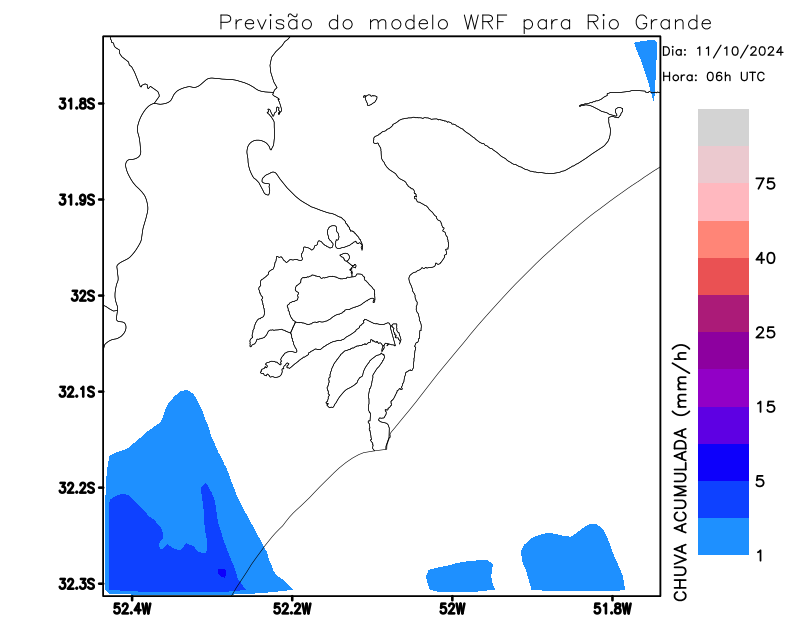 Previsão do modelo WRF para Rio Grande
Dia: 11/10/2024
Hora: 06h UTC
31.8S
31.9S
32S
32.1S
32.2S
32.3S
52.4W
52.2W
52W
51.8W
75
40
25
15
5
1
CHUVA ACUMULADA (mm/h)